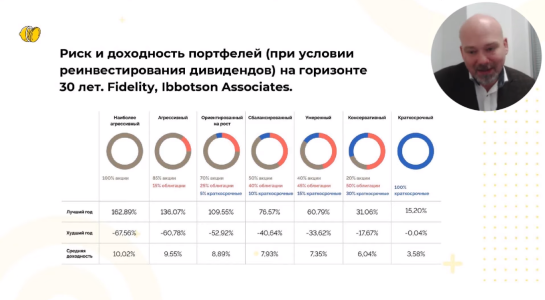 Риск и доходность портфелей (при условии
реинвестирования дивидендов) на горизонте
30 лет. Fidelity, Ibbotson Associates.
Наиболее агрессивный Агрессивный Ориентированный на рост Сбалансированный Умеренный Консервативный Краткосрочный
100% акции 85% акции 70% акции 50% акции 40% акции 20% акции 100% краткосрочные
15% облигации 25% облигации 40% облигации 45% облигации 50% облигации
5% краткосрочные 10% краткосрочные 15% краткосрочные 30% краткосрочные
Лучший год 162,89% 136,07% 109,55% 76,57% 60,79% 31,06% 15,20%
Худший год -67,56% -60,78% -52,92% -40,64% -33,62% -17,67% -0,04%
Средняя доходность 10,02% 9,55% 8,89% 7,93% 7,35% 6,04% 3,58%